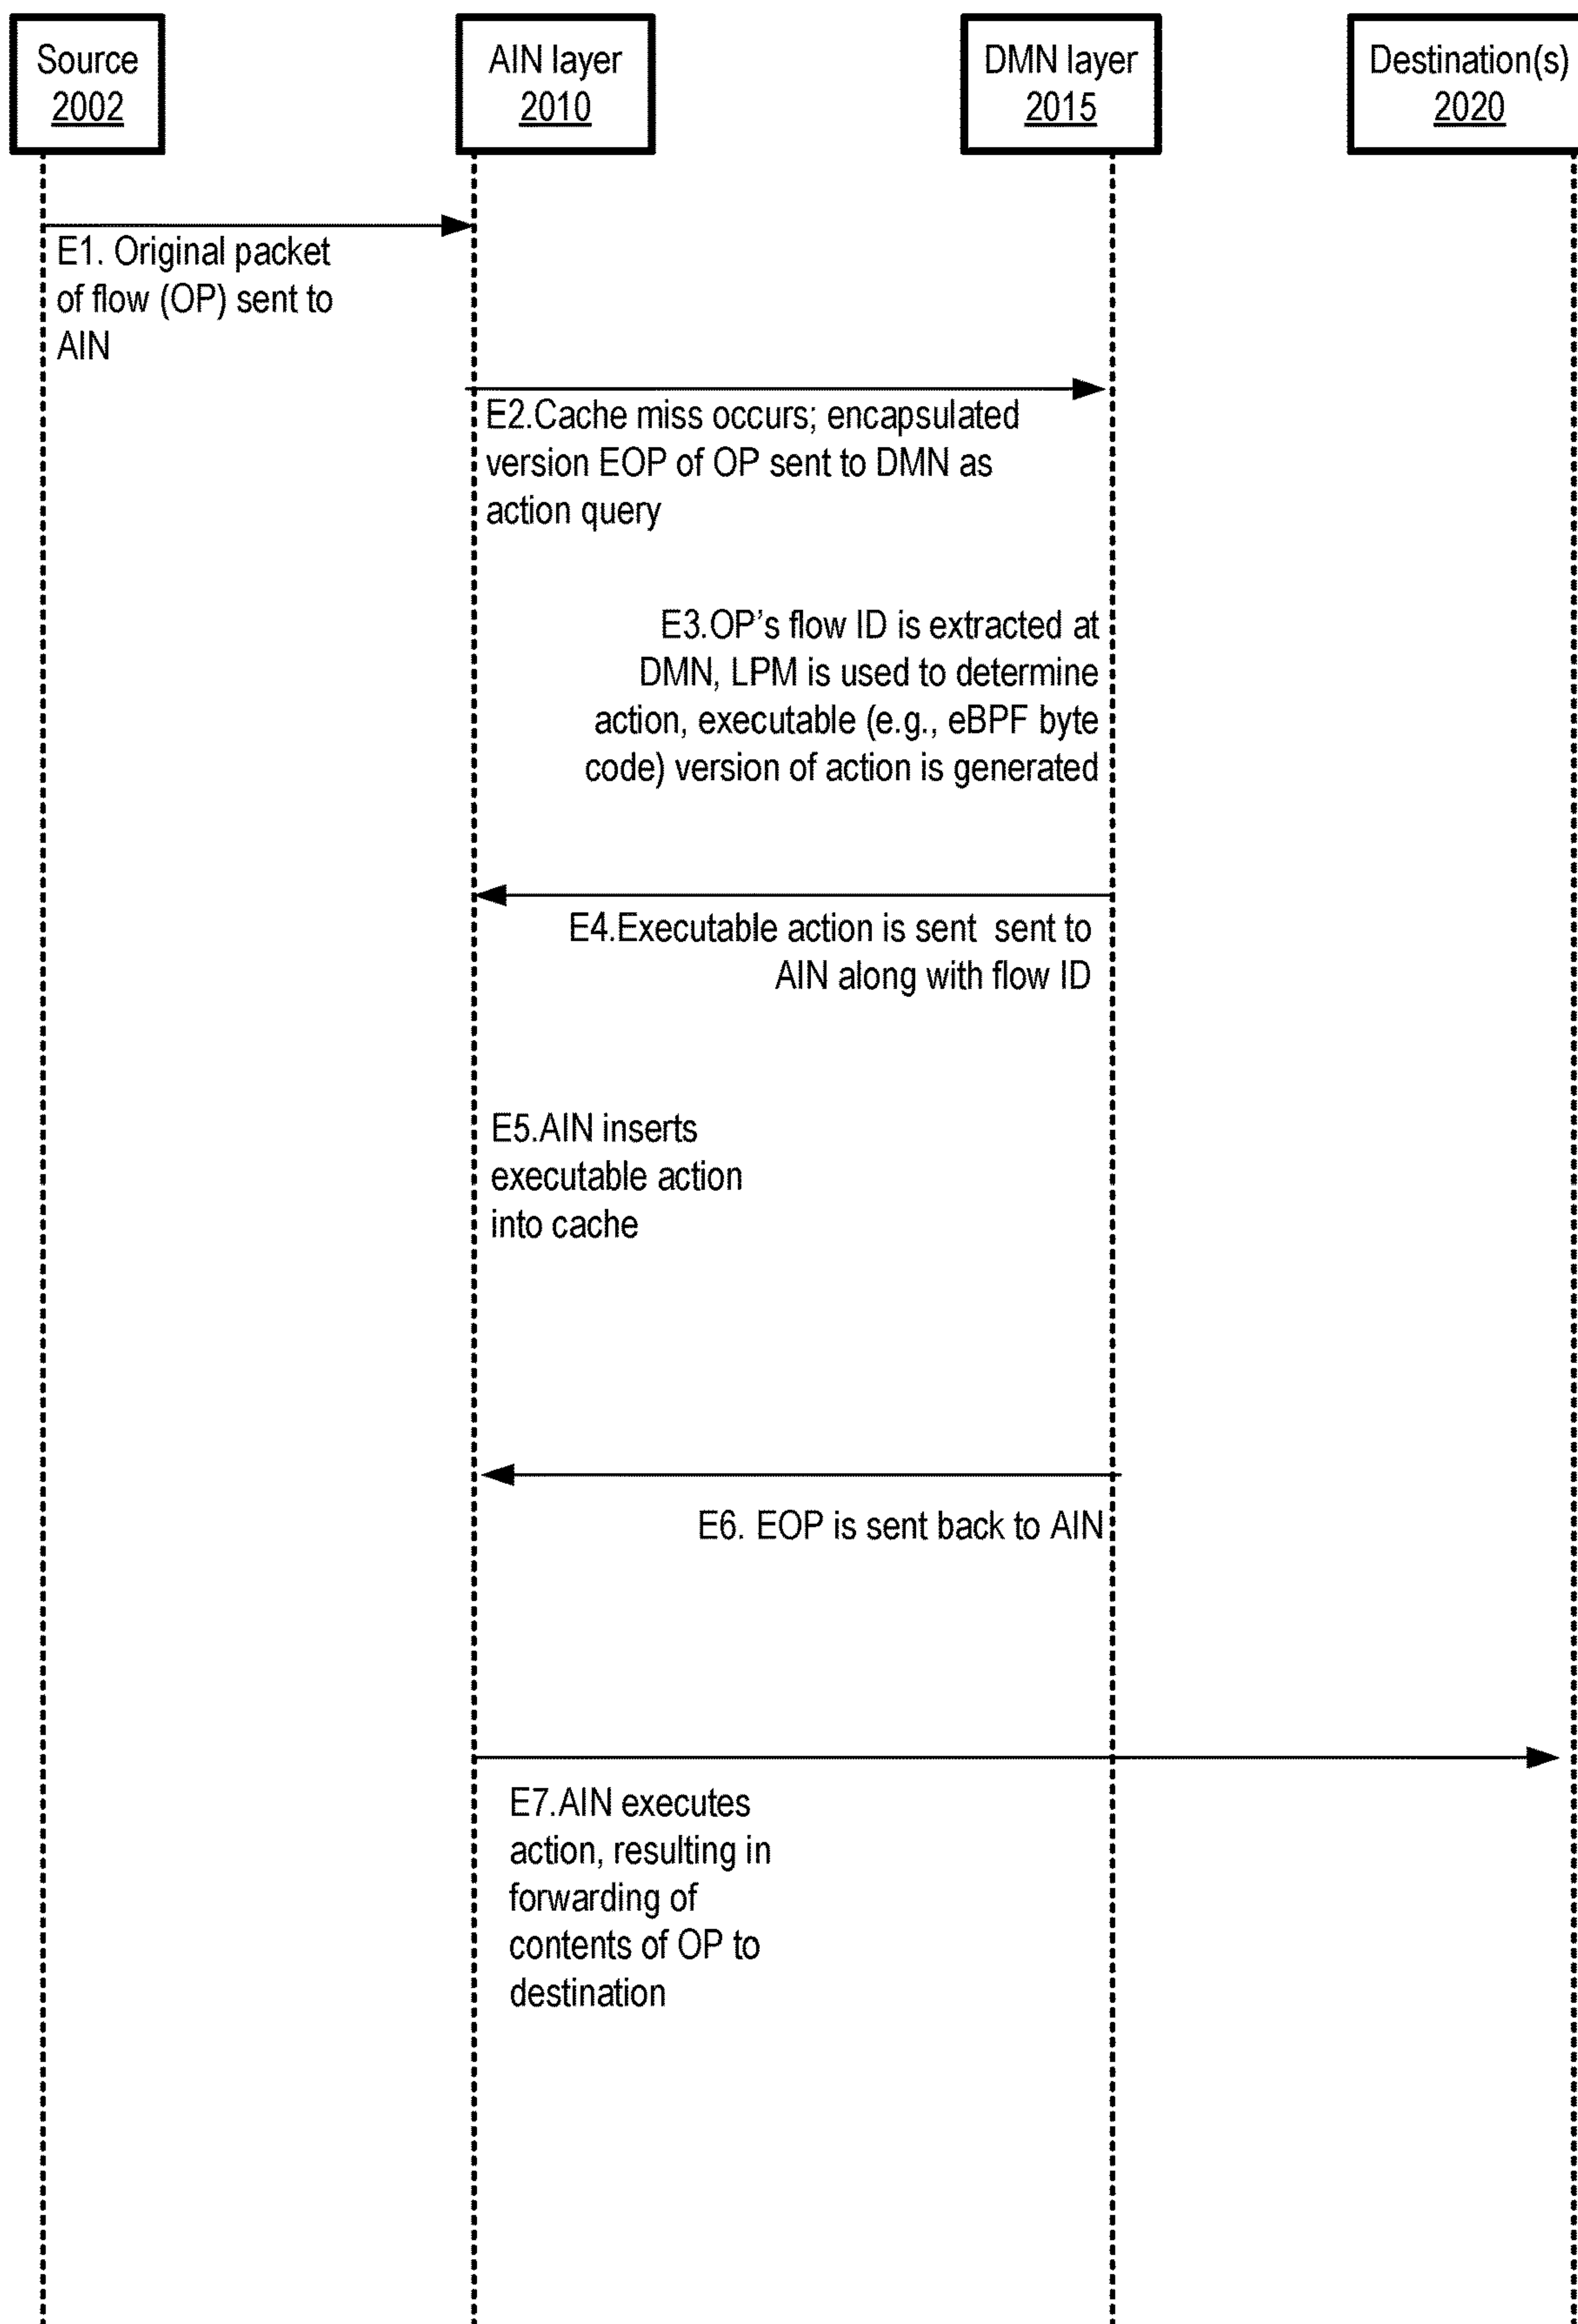 Source
2002
AIN layer
2010
DMN layer
2015
Destination(s)
2020
E1. Original packet
of flow (OP) sent to
AIN
E2.Cache miss occurs; encapsulated
version EOP of OP sent to DMN as
action query
E3.OP's flow ID is extracted at
DMN, LPM is used to determine
action, executable (e.g., eBPF byte
code) version of action is generated
E4.Executable action is sent  sent to
AIN along with flow ID
E5.AIN inserts
executable action
into cache
E6. EOP is sent back to AIN
E7.AIN executes
action, resulting in
forwarding of
contents of OP to
destination